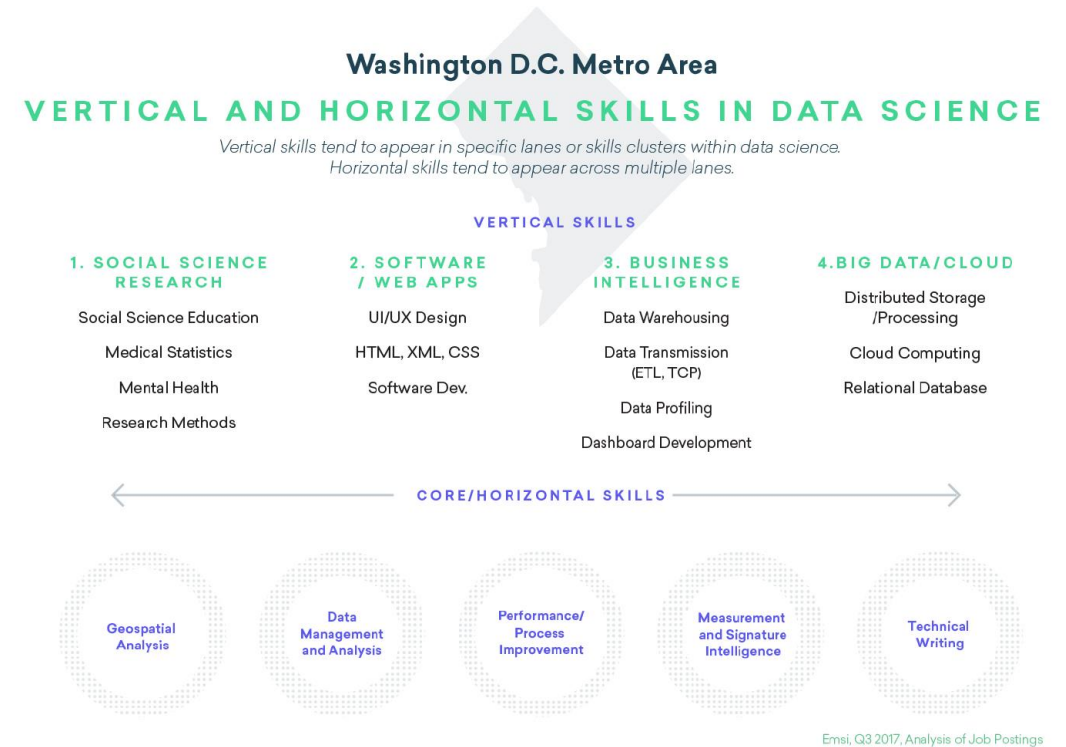 Washington D.C. Metro Area
VERTICAL AND HORIZONTAL SKILLS IN DATA SCIENCE
Vertical skills tend to appear in specific lanes or skills clusters within data science.
Horizontal skills tend to appear across multiple lanes.
VERTICAL SKILLS
1. SOCIAL SCIENCE
RESEARCH
Social Science Education
Medical Statistics
Mental Health
Research Methods
2. SOFTWARE
/ WEB APPS
UI/UX Design
HTML, XML, CSS
Software Dev.
3. BUSINESS
INTELLIGENCE
Data Warehousing
Data Transmission
(ETL, TCP)
Data Profiling
Dashboard Development
4.BIG DATA/CLOUD
Distributed Storage
/Processing
Cloud Computing
Relational Database
CORE/HORIZONTAL SKILLS
Geospatial
Analysis
Data
Management
and Analysis
Performance/
Process
Improvement
Measurement
and Signature
Intelligence
Technical
Writing
Emsi, Q3 2017, Analysis of Job Postings